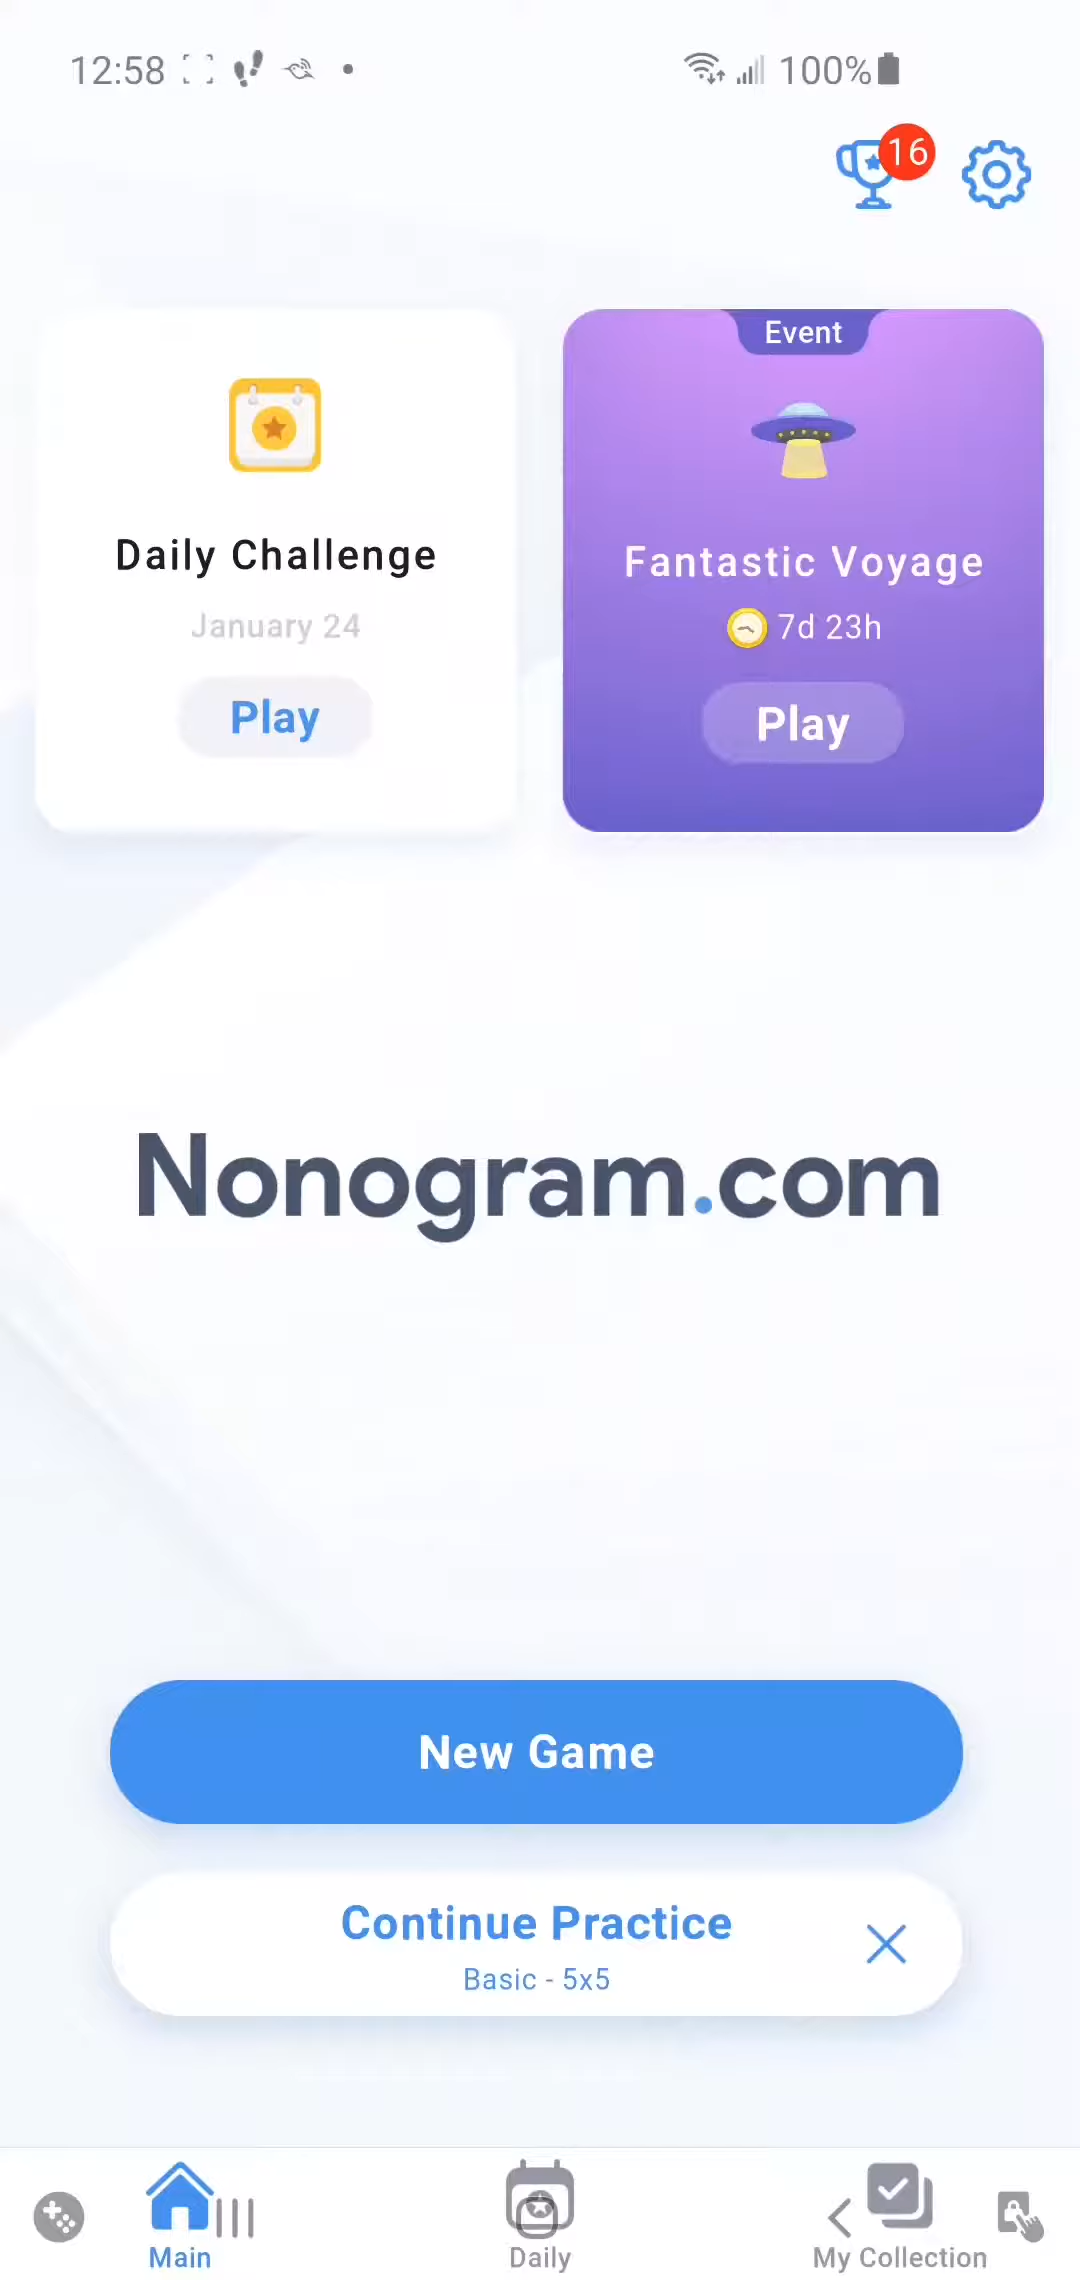 12:58
100%
16
Event
Daily Challenge
January 24
Play
Fantastic Voyage
7d 23h
Play
Nonogram.com
New Game
Continue Practice
Basic - 5x5
Main
Daily
My Collection